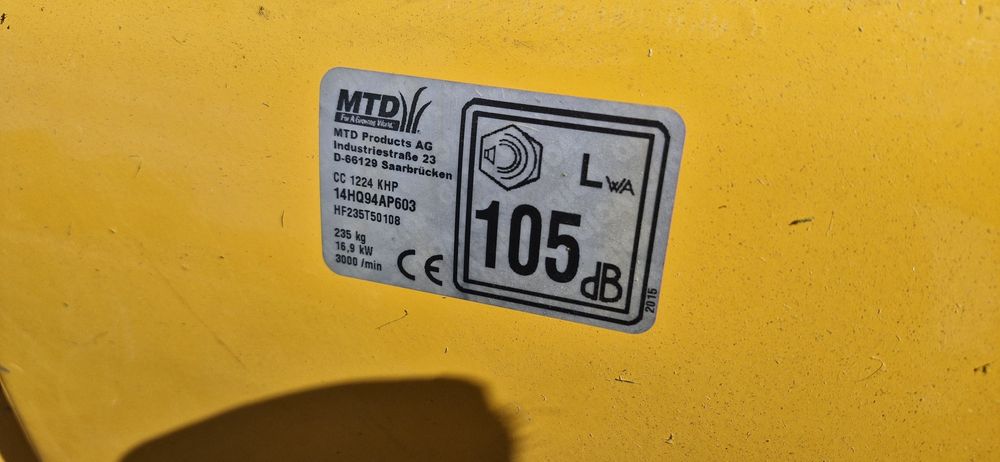 MTD
For A Growing World.
MTD Products AG
Industriestraße 23
D-66129 Saarbrücken
CC 1224 KHP
14HQ94AP603
HF235T50108
235 kg
16,9 kW
3000 /min
CE
LWA
105
dB
2015